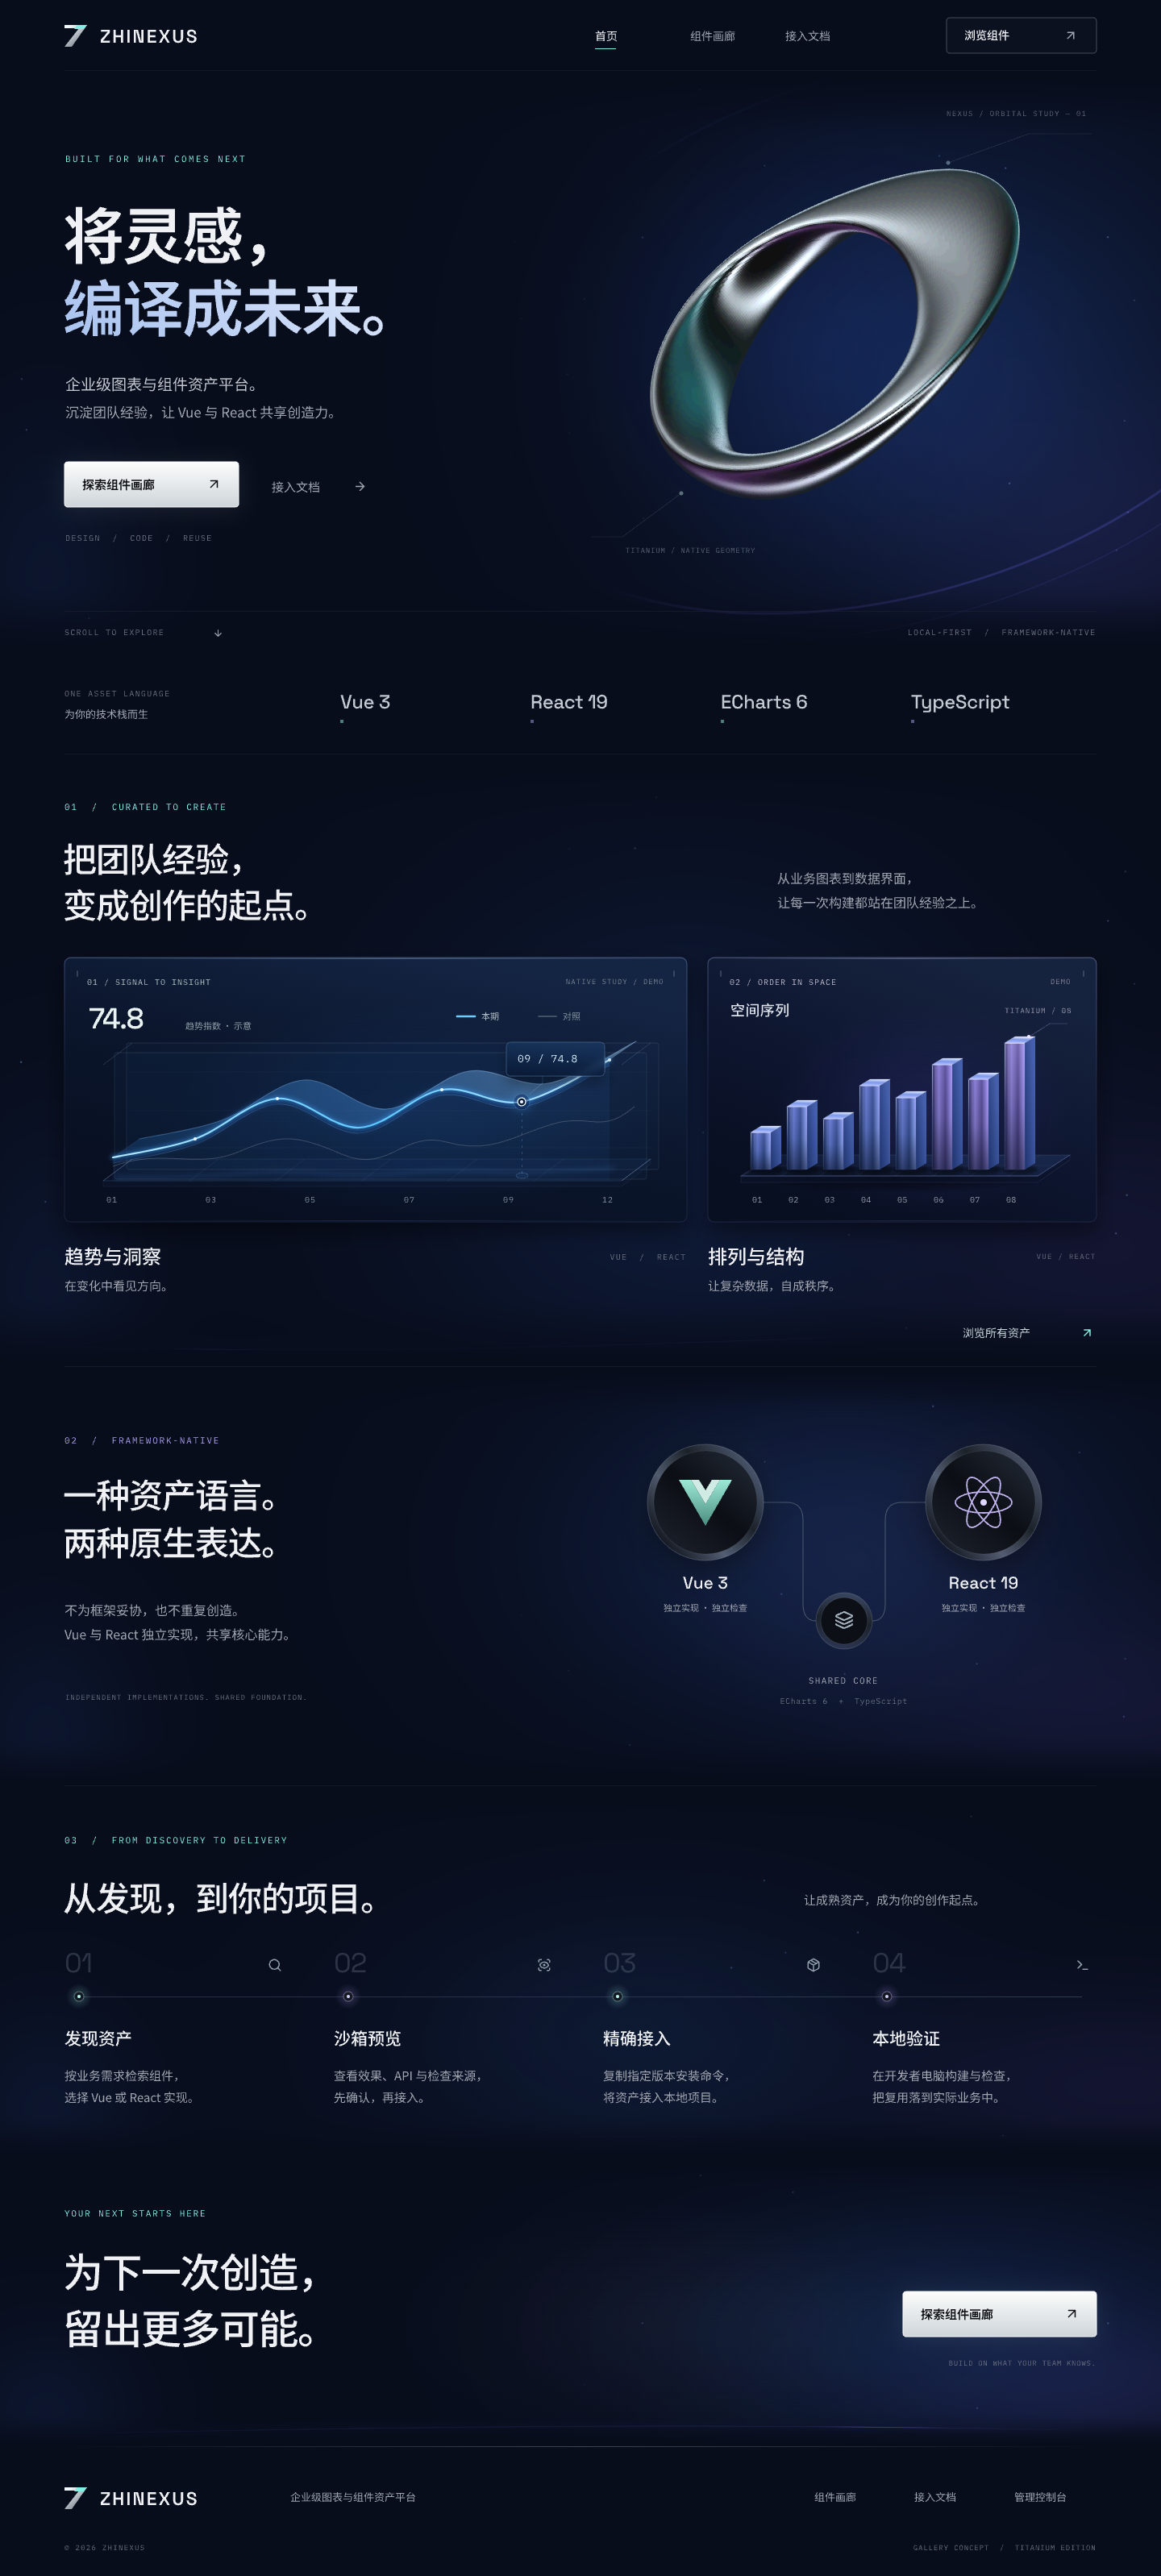 ZHINEXUS
首页
组件画廊
接入文档
浏览组件
NEXUS / ORBITAL STUDY — 01
BUILT FOR WHAT COMES NEXT
将灵感，
编译成未来。
企业级图表与组件资产平台。
沉淀团队经验，让 Vue 与 React 共享创造力。
探索组件画廊
接入文档
DESIGN / CODE / REUSE
TITANIUM / NATIVE GEOMETRY
SCROLL TO EXPLORE
LOCAL-FIRST / FRAMEWORK-NATIVE
ONE ASSET LANGUAGE
为你的技术栈而生
Vue 3
React 19
ECharts 6
TypeScript
01 / CURATED TO CREATE
把团队经验，
变成创作的起点。
从业务图表到数据界面，
让每一次构建都站在团队经验之上。
01 / SIGNAL TO INSIGHT
NATIVE STUDY / DEMO
74.8
趋势指数 · 示意
本期
对照
09 / 74.8
01 03 05 07 09 12
02 / ORDER IN SPACE
DEMO
空间序列
TITANIUM / 08
01 02 03 04 05 06 07 08
趋势与洞察
VUE / REACT
在变化中看见方向。
排列与结构
VUE / REACT
让复杂数据，自成秩序。
浏览所有资产
02 / FRAMEWORK-NATIVE
一种资产语言。
两种原生表达。
不为框架妥协，也不重复创造。
Vue 与 React 独立实现，共享核心能力。
INDEPENDENT IMPLEMENTATIONS. SHARED FOUNDATION.
Vue 3
独立实现 · 独立检查
React 19
独立实现 · 独立检查
SHARED CORE
ECharts 6 + TypeScript
03 / FROM DISCOVERY TO DELIVERY
从发现，到你的项目。
让成熟资产，成为你的创作起点。
01
02
03
04
发现资产
按业务需求检索组件，
选择 Vue 或 React 实现。
沙箱预览
查看效果、API 与检查来源，
先确认，再接入。
精确接入
复制指定版本安装命令，
将资产接入本地项目。
本地验证
在开发者电脑构建与检查，
把复用落到实际业务中。
YOUR NEXT STARTS HERE
为下一次创造，
留出更多可能。
探索组件画廊
BUILD ON WHAT YOUR TEAM KNOWS.
ZHINEXUS
企业级图表与组件资产平台
组件画廊
接入文档
管理控制台
© 2026 ZHINEXUS
GALLERY CONCEPT / TITANIUM EDITION